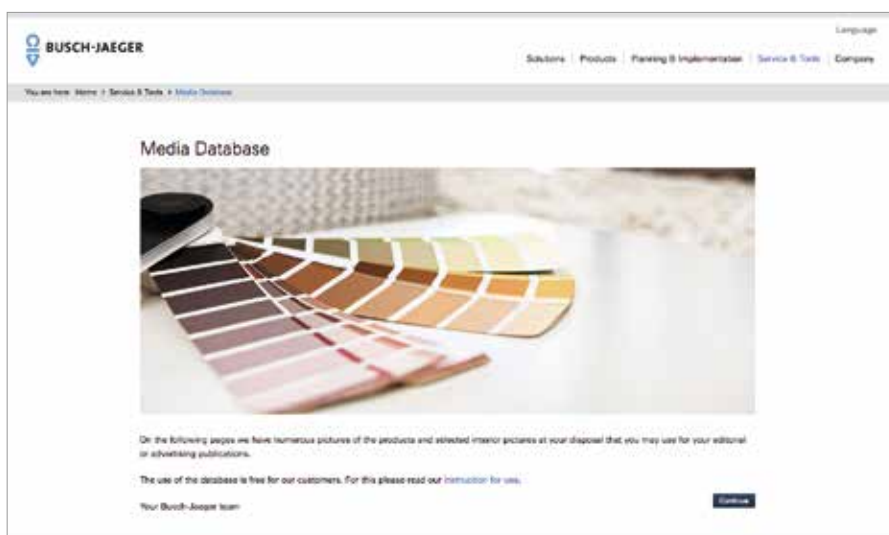 Language
BUSCH-JAEGER
Solutions | Products | Planning & Implementation | Service & Tools | Company
You are here: Home > Service & Tools > Media Database
Media Database
On the following pages we have numerous pictures of the products and selected interior pictures at your disposal that you may use for your editorial
or advertising publications.
The use of the database is free for our customers. For this please read our instruction for use.
Your Busch-Jaeger team
Continue